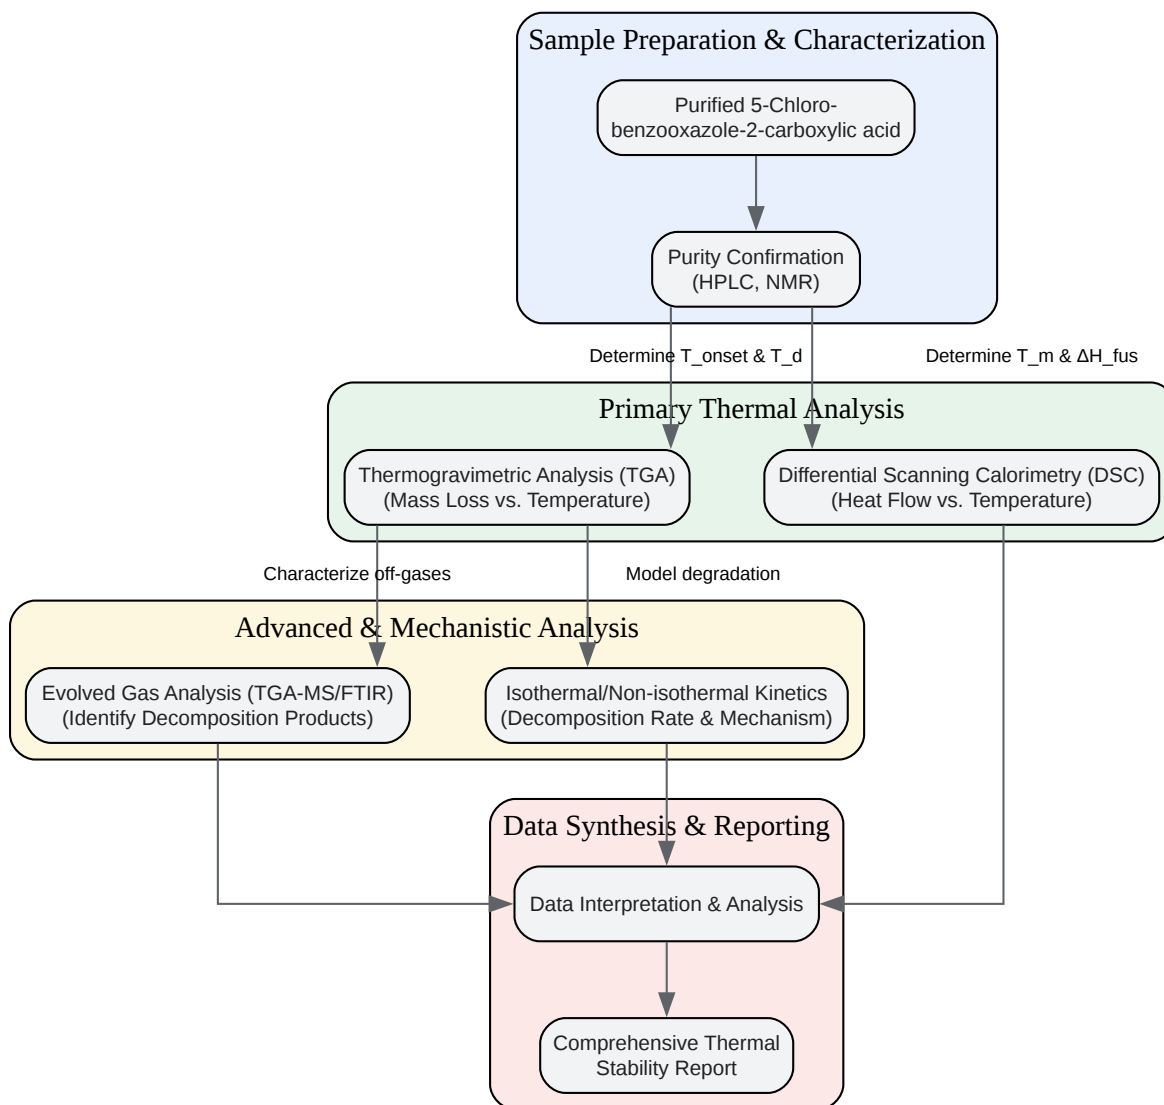 Sample Preparation & Characterization
Purified 5-Chloro-
benzooxazole-2-carboxylic acid
Purity Confirmation
(HPLC, NMR)
Determine T_onset & T_d
Determine T_m & ΔH_fus
Primary Thermal Analysis
Thermogravimetric Analysis (TGA)
(Mass Loss vs. Temperature)
Differential Scanning Calorimetry (DSC)
(Heat Flow vs. Temperature)
Characterize off-gases
Model degradation
Advanced & Mechanistic Analysis
Evolved Gas Analysis (TGA-MS/FTIR)
(Identify Decomposition Products)
Isothermal/Non-isothermal Kinetics
(Decomposition Rate & Mechanism)
Data Synthesis & Reporting
Data Interpretation & Analysis
Comprehensive Thermal
Stability Report